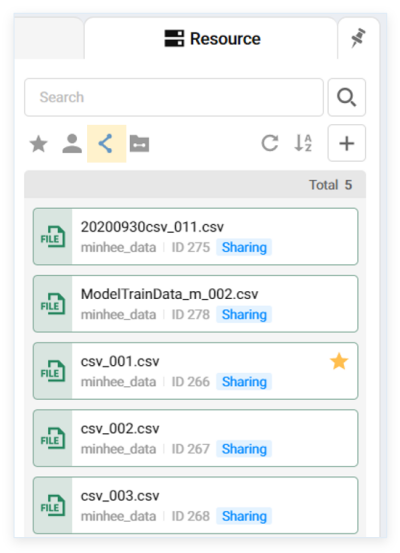 Resource
Search
Total 5
20200930csv_011.csv
FILE
minhee_data | ID 275 Sharing
ModelTrainData_m_002.csv
FILE
minhee_data | ID 278 Sharing
csv_001.csv
FILE
minhee_data | ID 266 Sharing
csv_002.csv
FILE
minhee_data | ID 267 Sharing
csv_003.csv
FILE
minhee_data | ID 268 Sharing